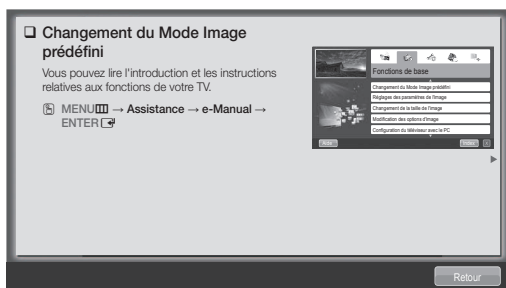 Changement du Mode Image
prédéfini
Vous pouvez lire l'introduction et les instructions
relatives aux fonctions de votre TV.
MENU → Assistance → e-Manual →
ENTER
Fonctions de base
Changement du Mode Image prédéfini
Réglages des paramètres de l'image
Changement de la taille de l'image
Modification des options d'image
Configuration du téléviseur avec le PC
Index
Retour